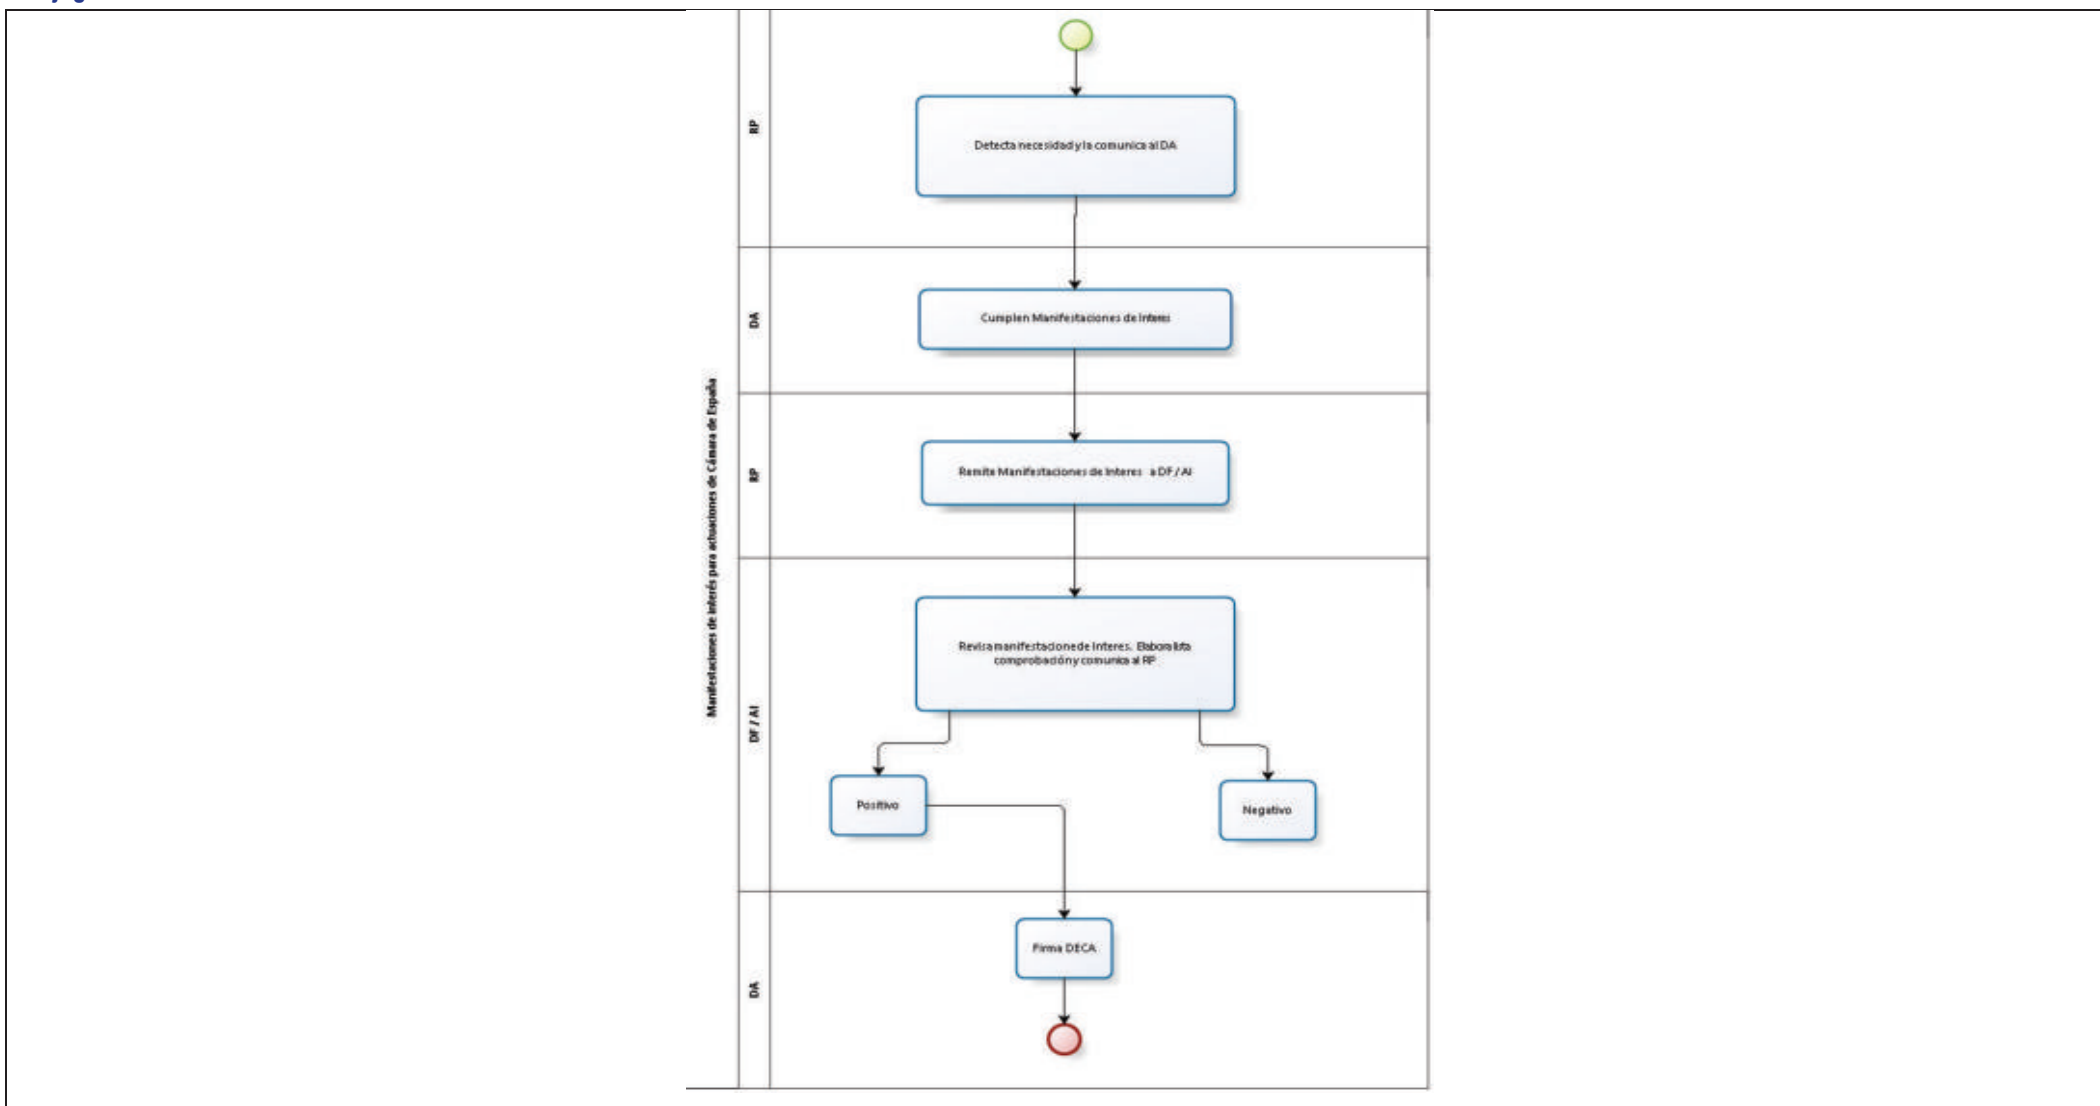 Manifestaciones de interés para actuaciones de Cámara de España
RP
Detecta necesidad y la comunica al DA
DA
Cumplen Manifestaciones de Interes
RP
Remite Manifestaciones de Interes a DF / AI
DF / AI
Revisa manifestacione de Interes. Elabora lista
comprobación y comunica al RP
Positivo
Negativo
DA
Firma DECA